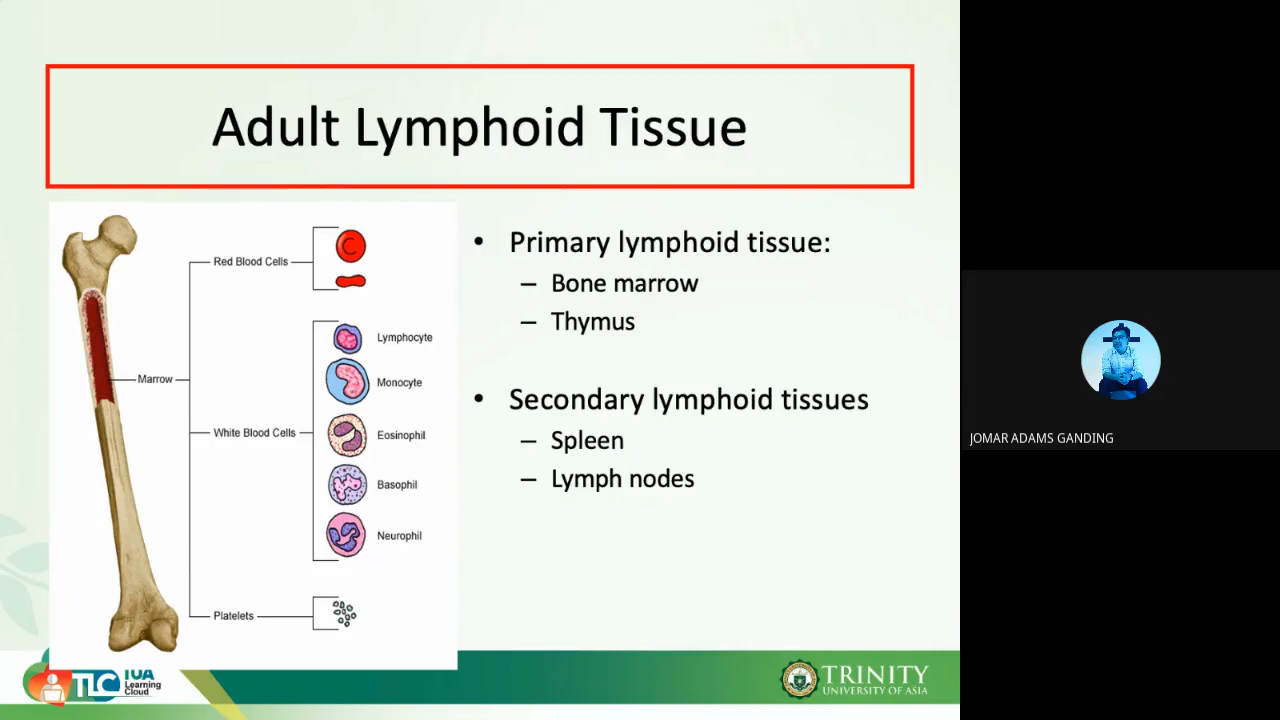 Adult Lymphoid Tissue
Red Blood Cells
Lymphocyte
Monocyte
Marrow
White Blood Cells
Eosinophil
Basophil
Neurophil
Platelets
• Primary lymphoid tissue:
– Bone marrow
– Thymus
• Secondary lymphoid tissues
– Spleen
– Lymph nodes
JOMAR ADAMS GANDING
TLC TUA
Learning
Cloud
TRINITY
UNIVERSITY OF ASIA